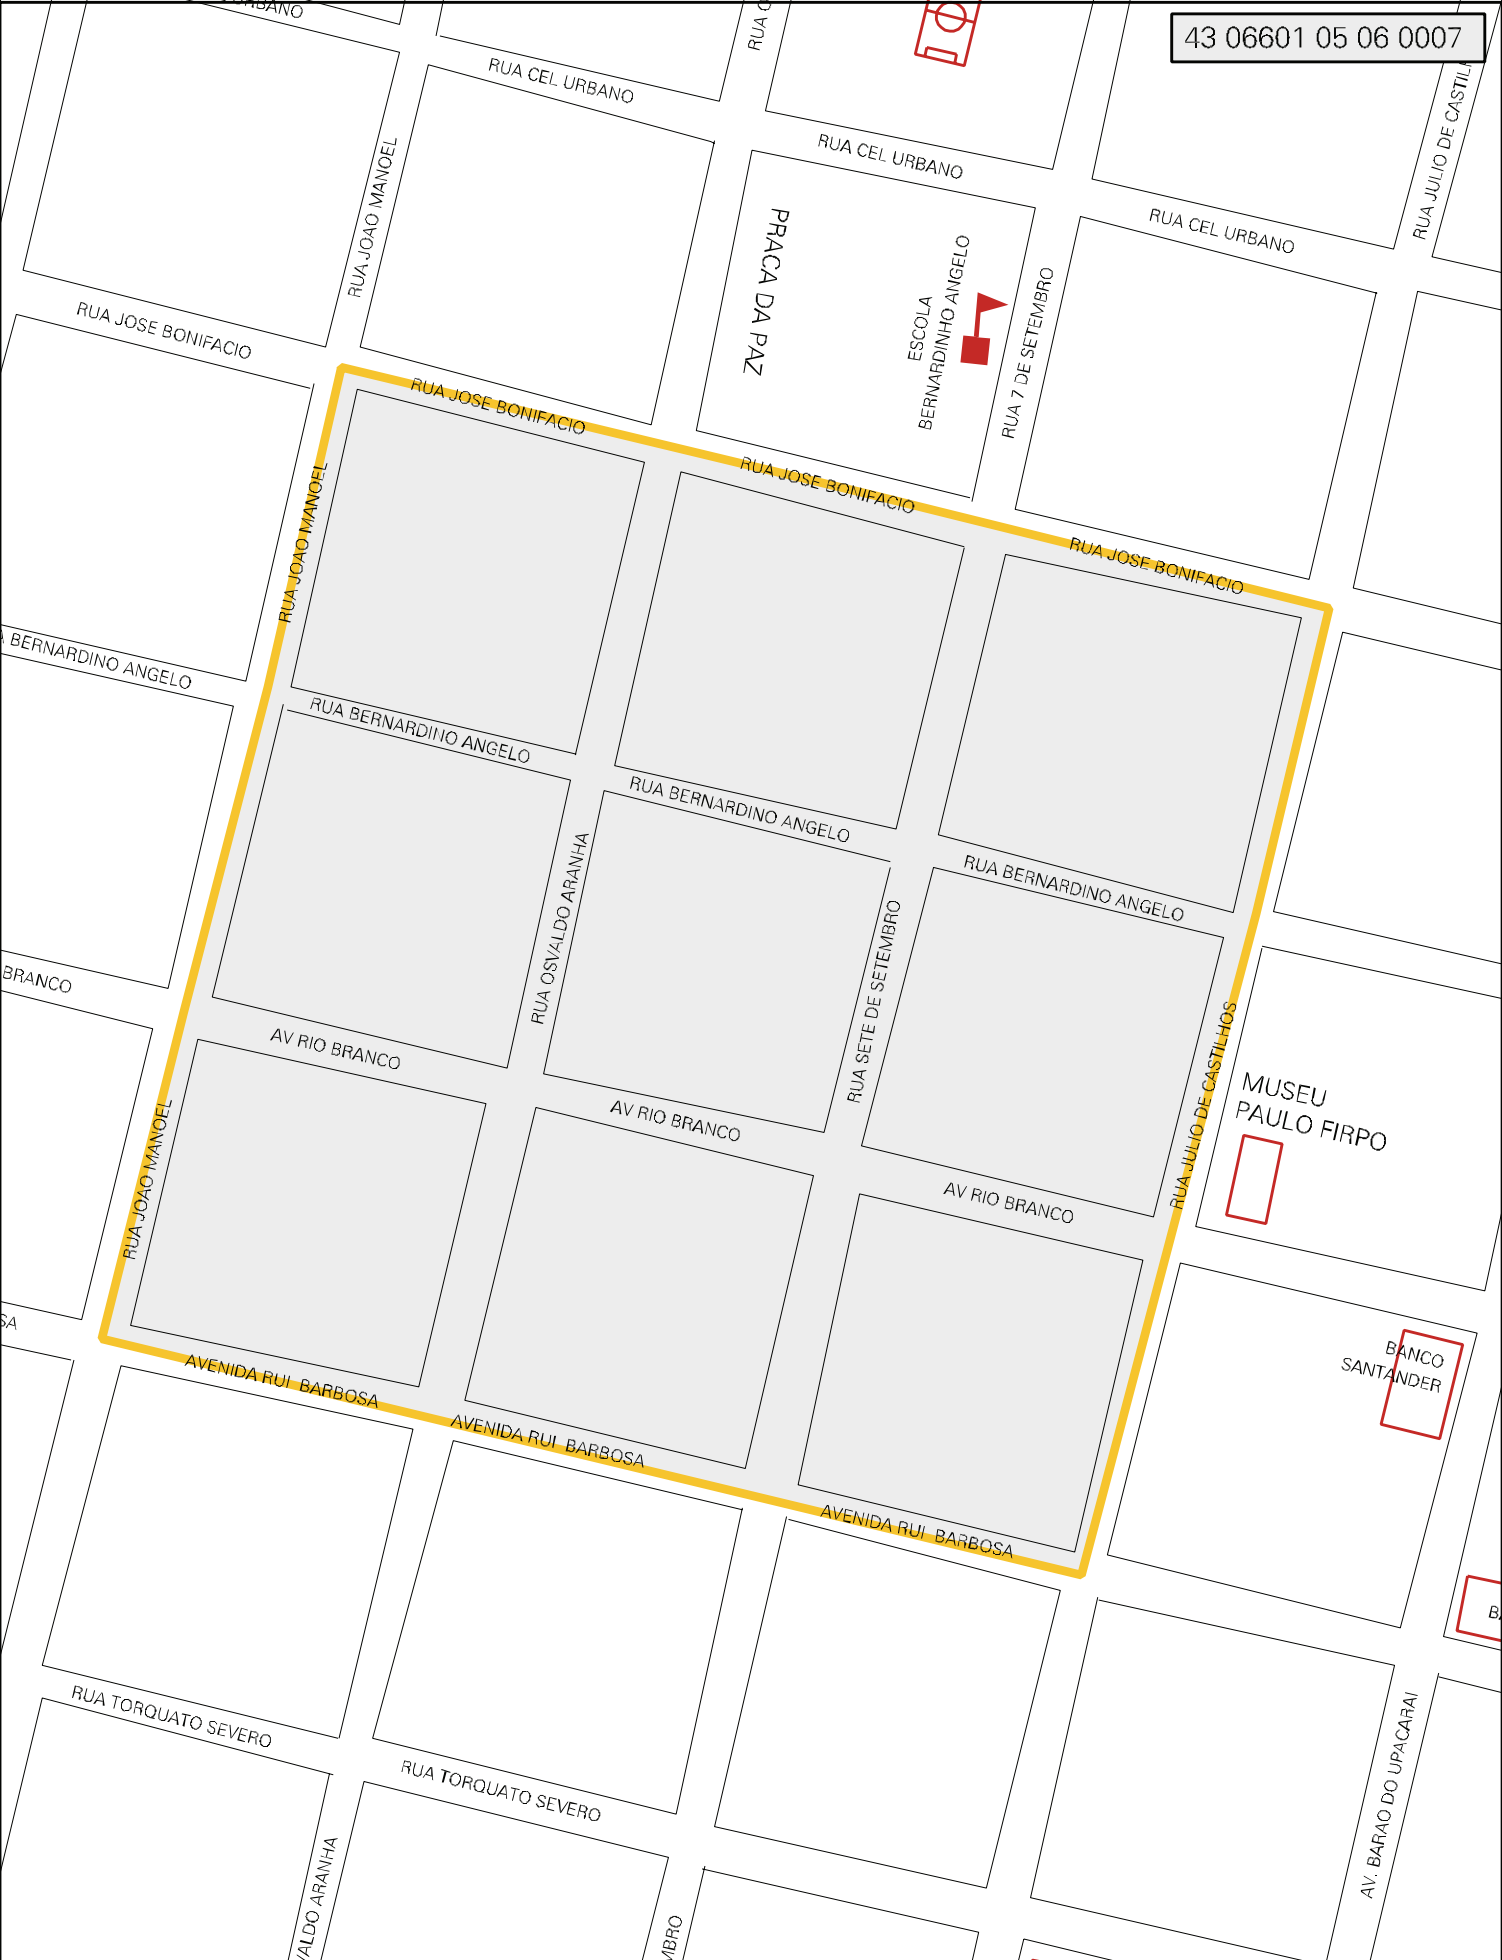 43 06601 05 06 0007
RUA CEL URBANO
RUA CEL URBANO
RUA CEL URBANO
RUA JOAO MANOEL
RUA JULIO DE
PRACA DA PAZ
ESCOLA
BERNARDINHO ANGELO
RUA 7 DE SETEMBRO
RUA JOSE BONIFACIO
RUA JOSE BONIFACIO
RUA JOSE BONIFACIO
RUA JOSE BONIFACIO
RUA JOAO MANOEL
BERNARDINO ANGELO
RUA BERNARDINO ANGELO
RUA BERNARDINO ANGELO
RUA BERNARDINO ANGELO
RUA OSVALDO ARANHA
RUA SETE DE SETEMBRO
BRANCO
AV RIO BRANCO
AV RIO BRANCO
AV RIO BRANCO
RUA JULIO DE CASTILHOS
MUSEU
PAULO FIRPO
RUA JOAO MANOEL
BANCO
SANTANDER
AVENIDA RUI BARBOSA
AVENIDA RUI BARBOSA
AVENIDA RUI BARBOSA
RUA TORQUATO SEVERO
RUA TORQUATO SEVERO
AV. BARAO DO UPACARAI
ARANHA